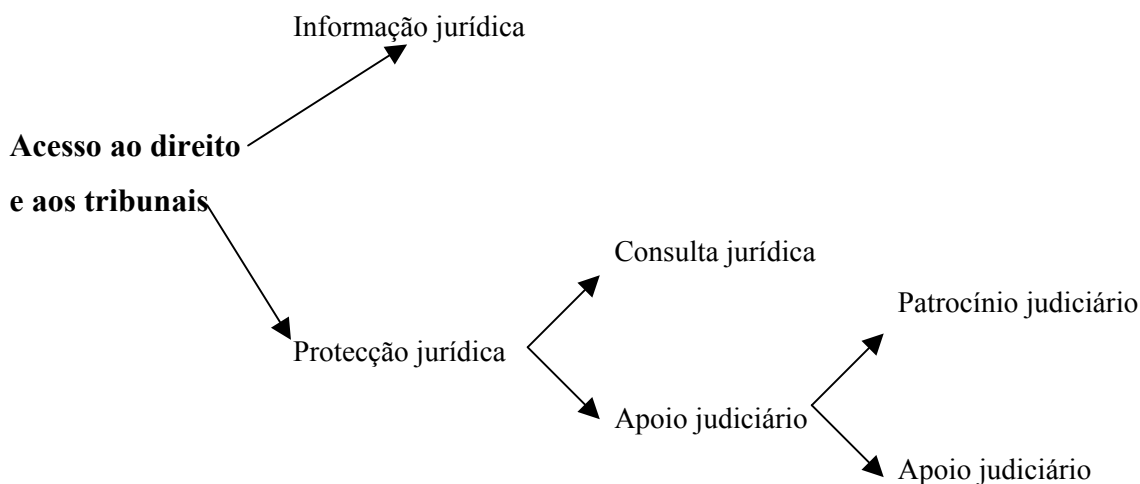 Informação jurídica
Acesso ao direito
e aos tribunais
Consulta jurídica
Patrocínio judiciário
Protecção jurídica
Apoio judiciário
Apoio judiciário